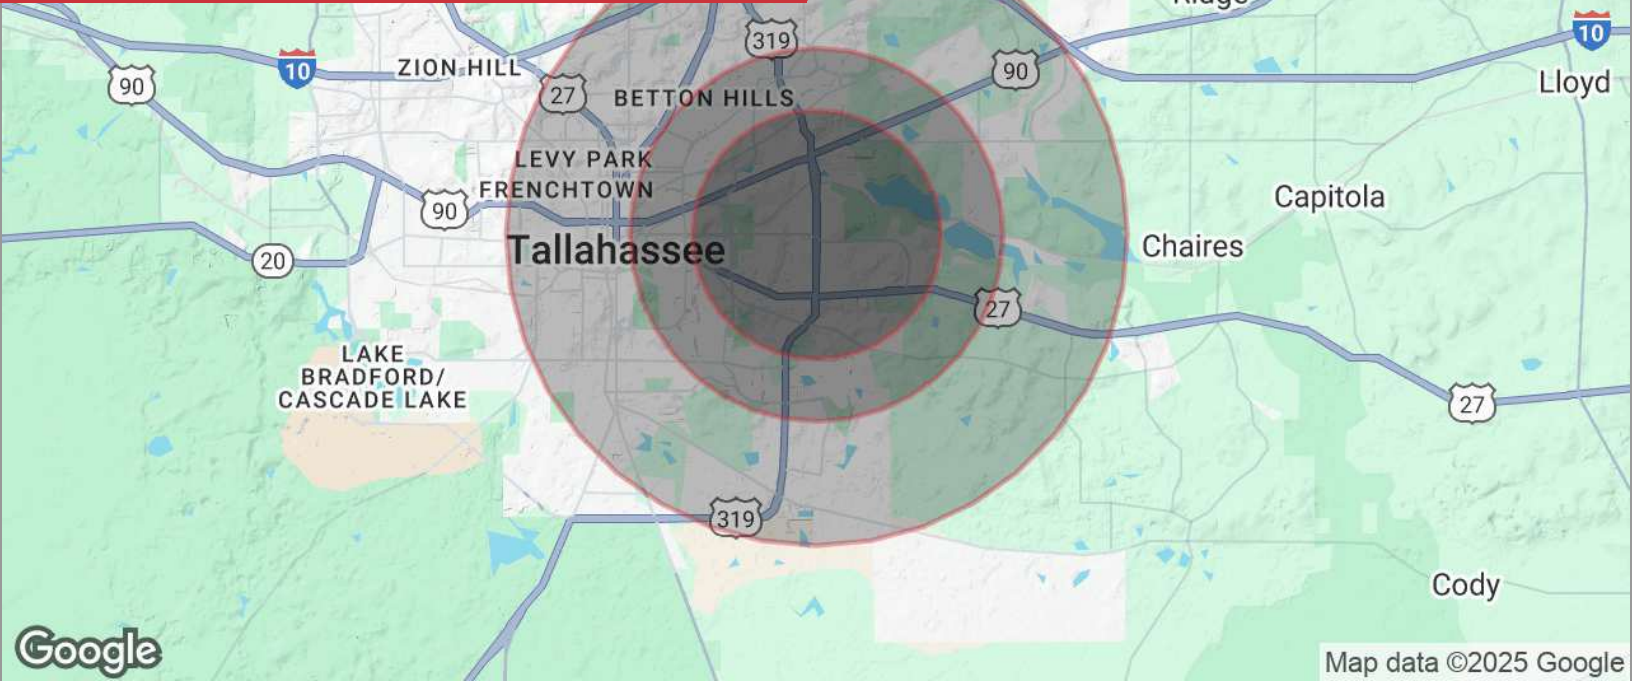 319
10
10
ZION HILL
90
90
Lloyd
27
BETTON HILLS
LEVY PARK
FRENCHTOWN
90
Capitola
Tallahassee
Chaires
20
27
LAKE
BRADFORD/
CASCADE LAKE
27
319
Cody
Google
Map data ©2025 Google